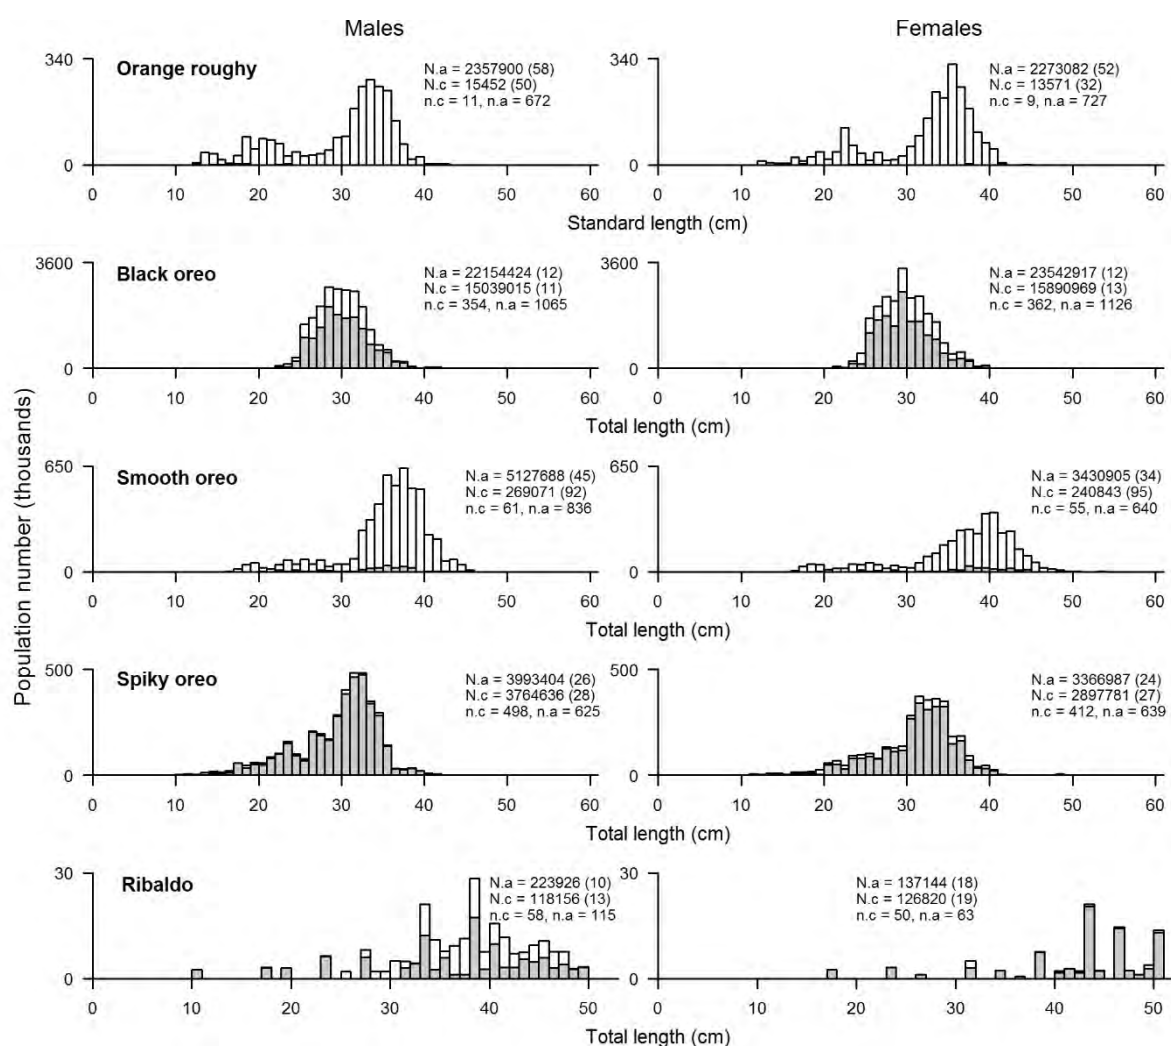 Males Females
340 Orange roughy N.a = 2357900 (58) 340 N.a = 2273082 (52)
N.c = 15452 (50) N.c = 13571 (32)
n.c = 11, n.a = 672 n.c = 9, n.a = 727
0 0
0 10 20 30 40 50 60 0 10 20 30 40 50 60
Standard length (cm)
3600 Black oreo N.a = 22154424 (12) 3600 N.a = 23542917 (12)
N.c = 15039015 (11) N.c = 15890969 (13)
n.c = 354, n.a = 1065 n.c = 362, n.a = 1126
0 0
0 10 20 30 40 50 60 0 10 20 30 40 50 60
Total length (cm)
Population number (thousands)
650 Smooth oreo N.a = 5127688 (45) 650 N.a = 3430905 (34)
N.c = 269071 (92) N.c = 240843 (95)
n.c = 61, n.a = 836 n.c = 55, n.a = 640
0 0
0 10 20 30 40 50 60 0 10 20 30 40 50 60
Total length (cm)
500 Spiky oreo N.a = 3993404 (26) 500 N.a = 3366987 (24)
N.c = 3764636 (28) N.c = 2897781 (27)
n.c = 498, n.a = 625 n.c = 412, n.a = 639
0 0
0 10 20 30 40 50 60 0 10 20 30 40 50 60
Total length (cm)
30 Ribaldo N.a = 223926 (10) 30 N.a = 137144 (18)
N.c = 118156 (13) N.c = 126820 (19)
n.c = 58, n.a = 115 n.c = 50, n.a = 63
0 0
0 10 20 30 40 50 0 10 20 30 40 50
Total length (cm)